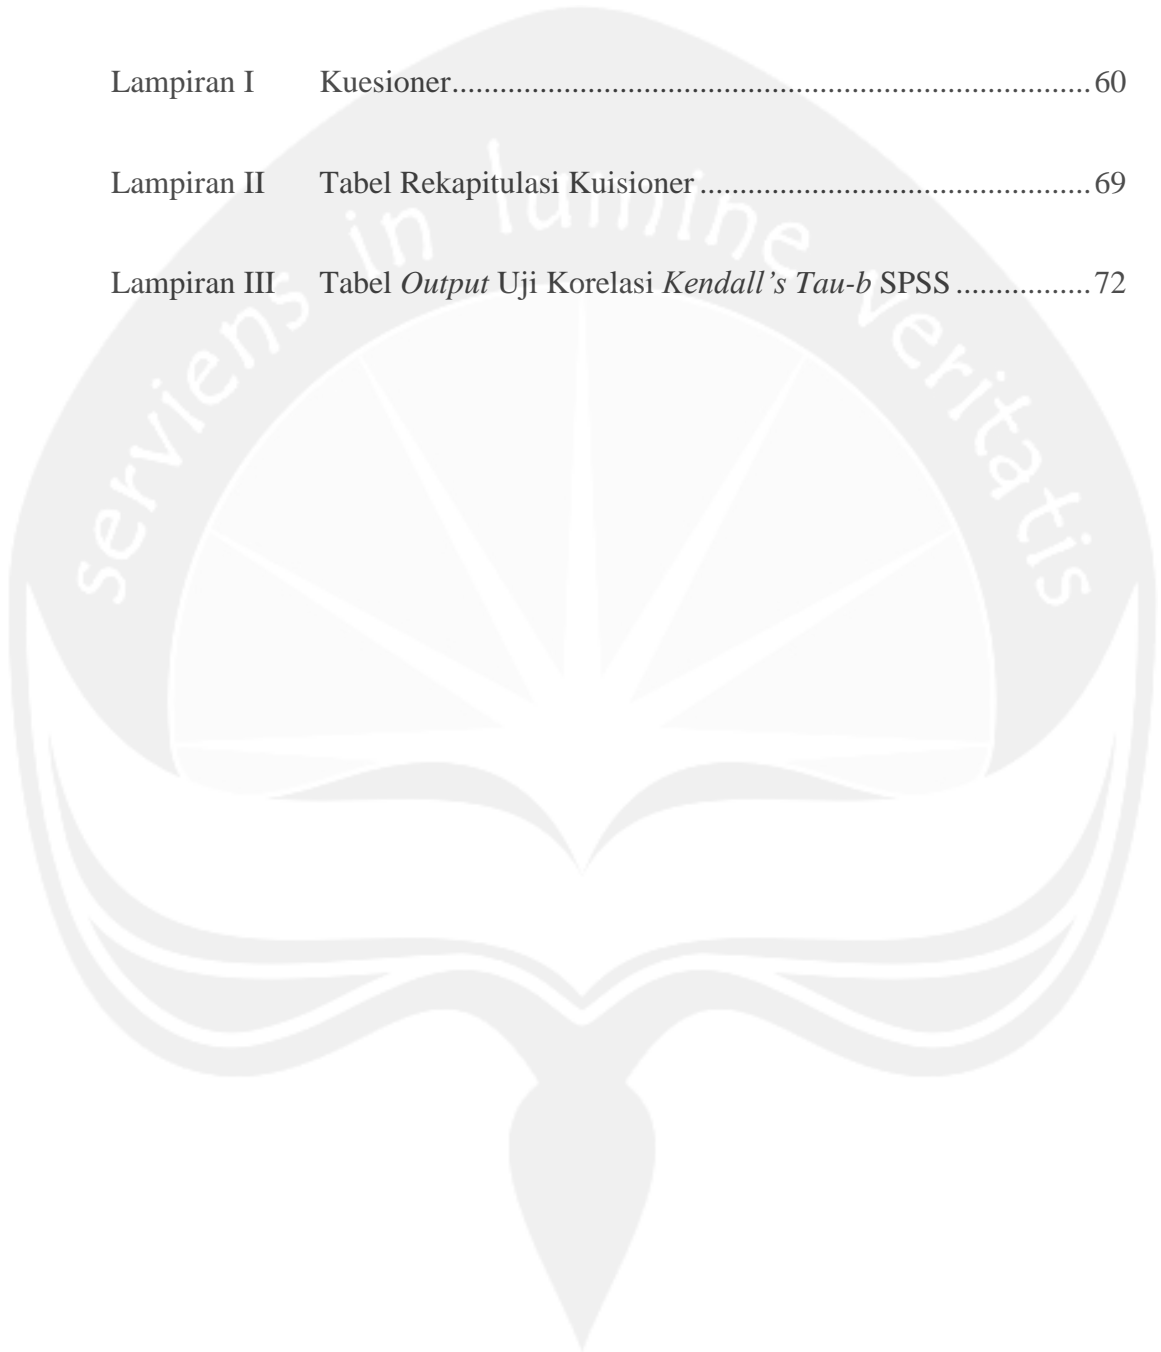 Lampiran I Kuesioner................................................................................60
Lampiran II Tabel Rekapitulasi Kuisioner.................................................69
Lampiran III Tabel Output Uji Korelasi Kendall’s Tau-b SPSS.................72
serviens in lumine veritatis